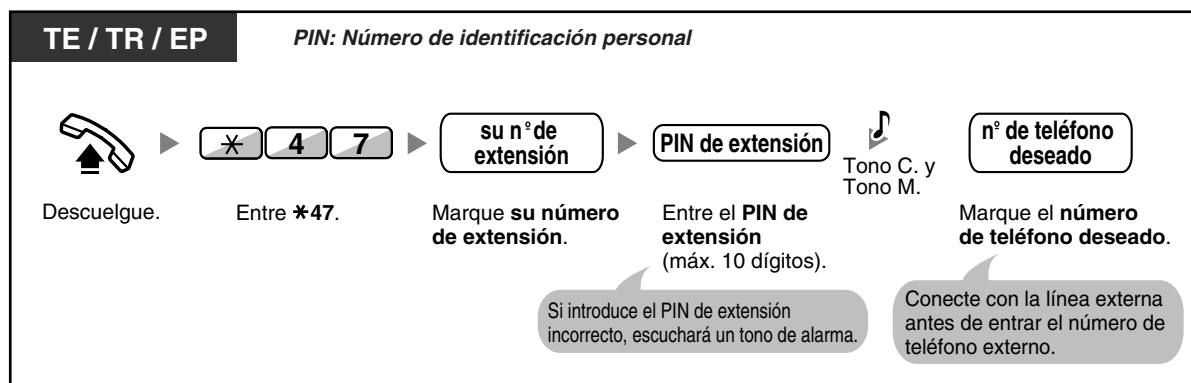 TE / TR / EP
PIN: Número de identificación personal
✳ 4 7
su nº de
extensión
PIN de extensión
nº de teléfono
deseado
Tono C. y
Tono M.
Descuelgue.
Entre ✳47.
Marque su número
de extensión.
Entre el PIN de
extensión
(máx. 10 dígitos).
Marque el número
de teléfono deseado.
Si introduce el PIN de extensión
incorrecto, escuchará un tono de alarma.
Conecte con la línea externa
antes de entrar el número de
teléfono externo.